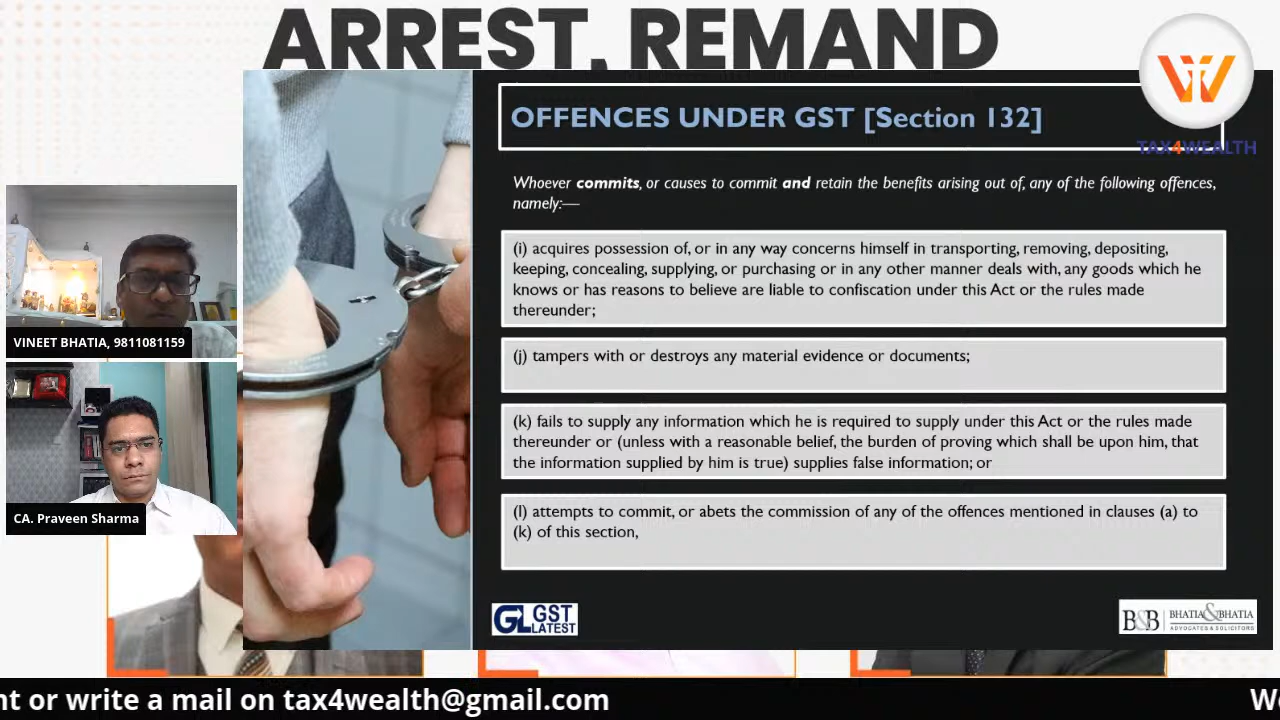 ARREST, REMAND
OFFENCES UNDER GST [Section 132]
TAX4WEALTH
Whoever commits, or causes to commit and retain the benefits arising out of, any of the following offences,
namely:—
(i) acquires possession of, or in any way concerns himself in transporting, removing, depositing,
keeping, concealing, supplying, or purchasing or in any other manner deals with, any goods which he
knows or has reasons to believe are liable to confiscation under this Act or the rules made
thereunder;
(j) tampers with or destroys any material evidence or documents;
(k) fails to supply any information which he is required to supply under this Act or the rules made
thereunder or (unless with a reasonable belief, the burden of proving which shall be upon him, that
the information supplied by him is true) supplies false information; or
(l) attempts to commit, or abets the commission of any of the offences mentioned in clauses (a) to
(k) of this section,
VINEET BHATIA, 9811081159
CA. Praveen Sharma
GL GST
LATEST
B&B BHATIA&BHATIA
ADVOCATES & SOLICITORS
nt or write a mail on tax4wealth@gmail.com